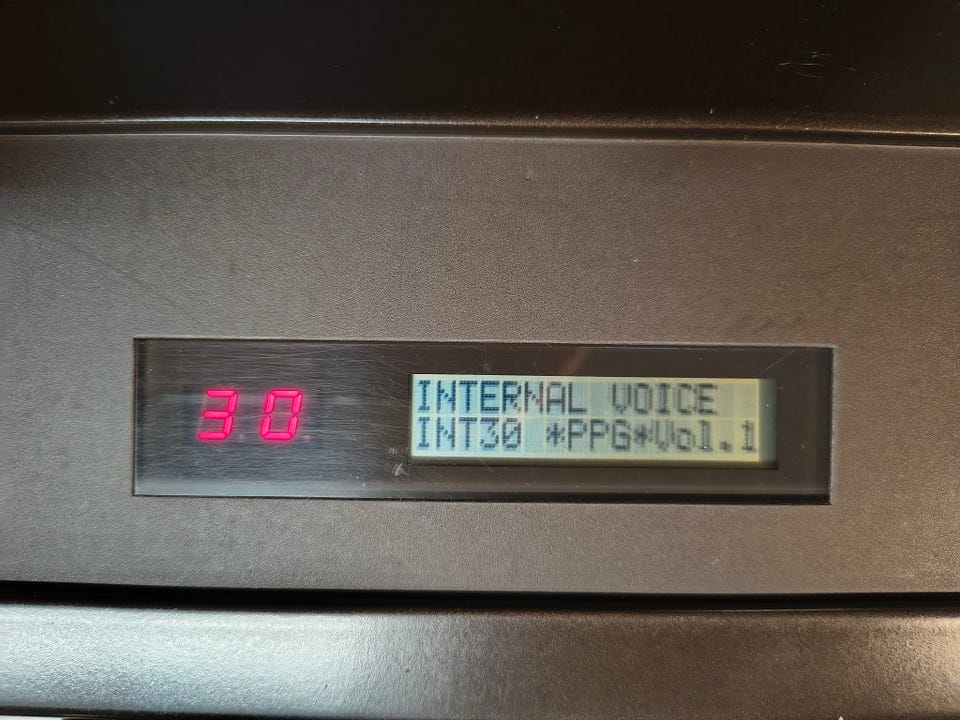 30
INTERNAL VOICE
INT30 *PPG*Vol.1